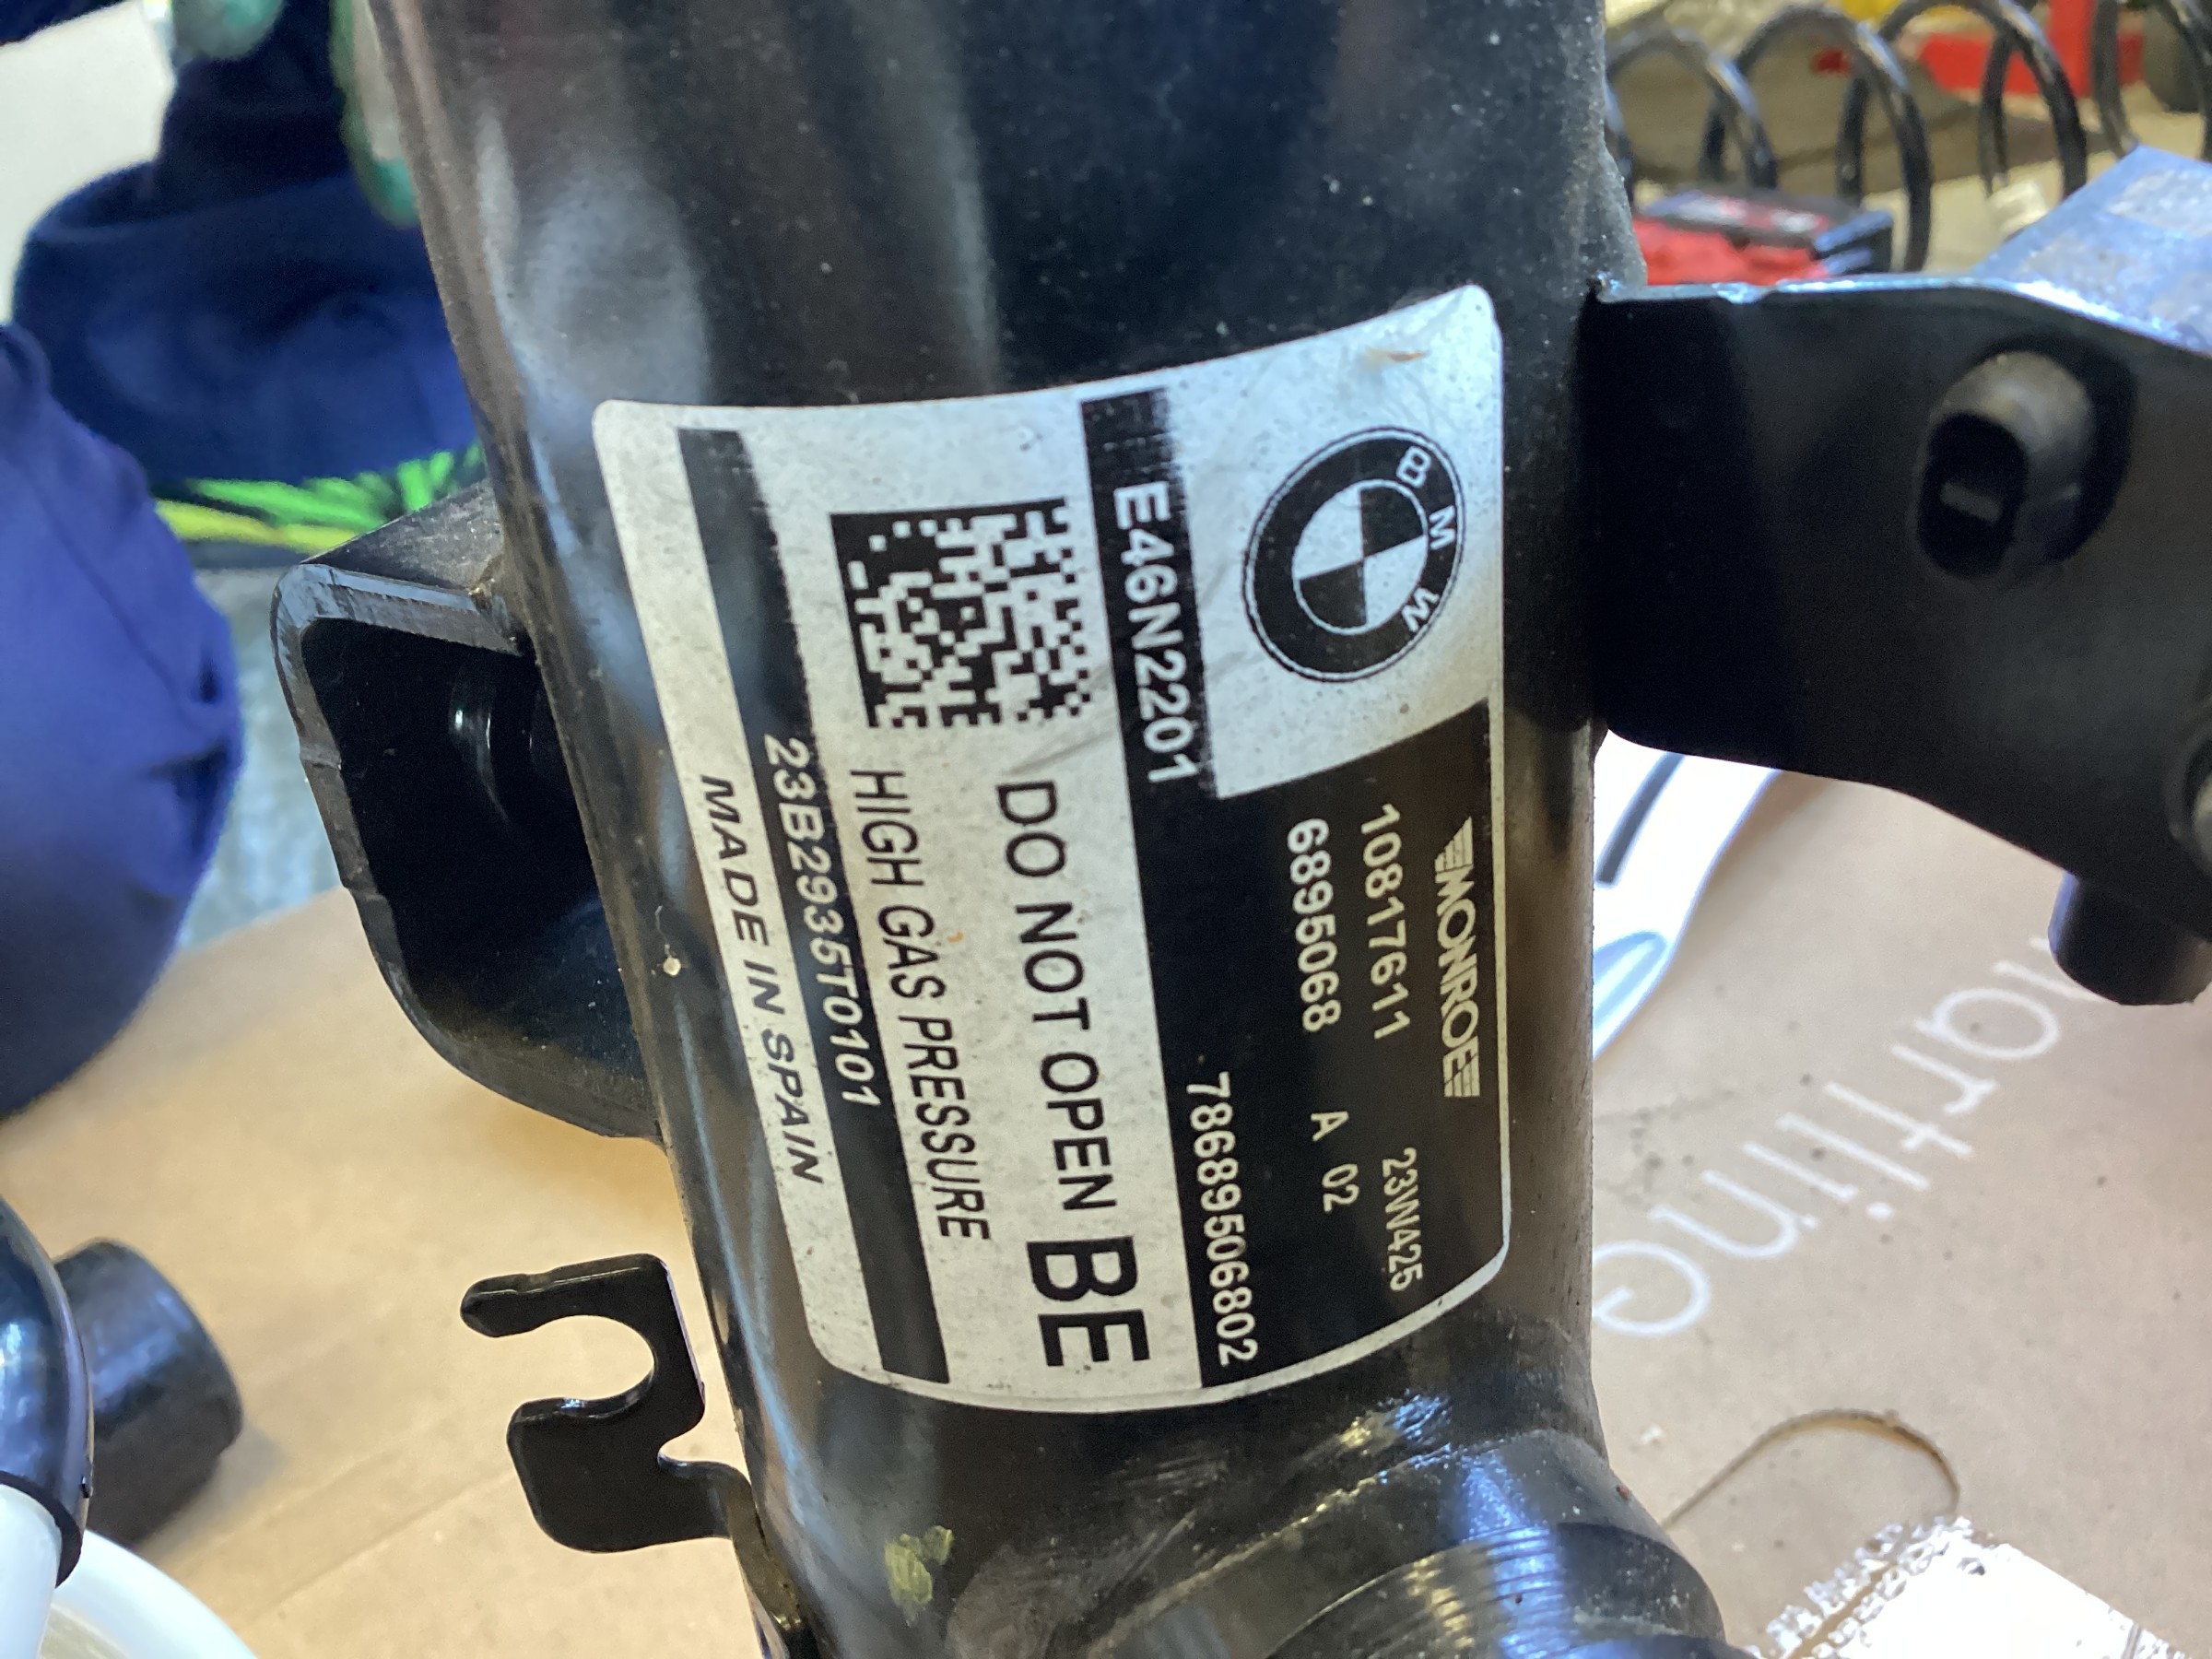 BMW
MONROE
10817611 23W425
6895068 A 02
E46N2201 78689506802
DO NOT OPEN BE
HIGH GAS PRESSURE
23B2935T0101
MADE IN SPAIN